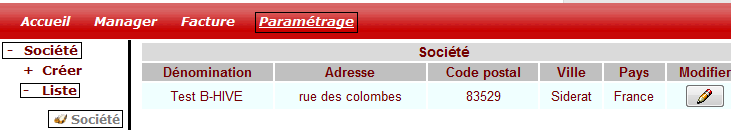 Accueil Manager Facture Paramétrage
- Société
+ Créer
- Liste
Société
Société
Dénomination Adresse Code postal Ville Pays Modifier
Test B-HIVE rue des colombes 83529 Siderat France